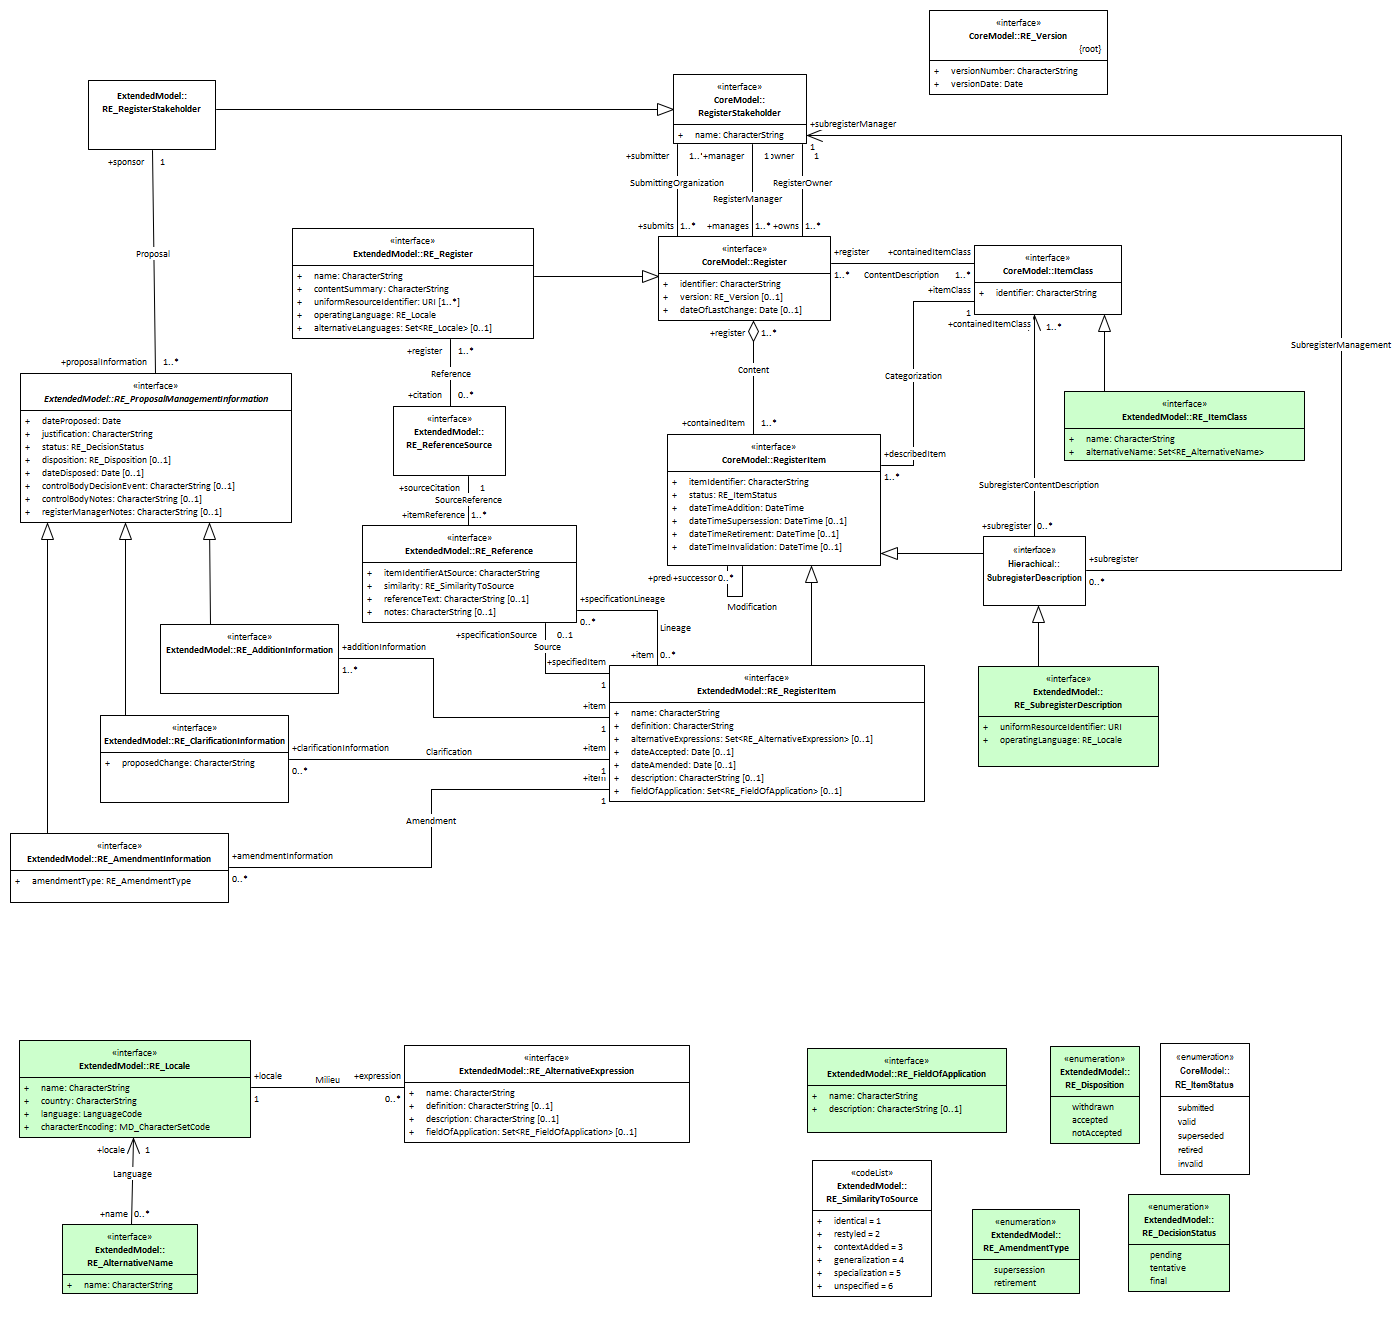 «interface»
CoreModel::RE_Version
{root}
+ versionNumber: CharacterString
+ versionDate: Date
ExtendedModel::
RE_RegisterStakeholder
«interface»
CoreModel::
RegisterStakeholder
+ name: CharacterString
+subregisterManager
1
+sponsor 1
+submitter 1..*
+manager 1
owner 1
SubmittingOrganization
RegisterManager
RegisterOwner
+submits 1..*
+manages 1..*
+owns 1..*
Proposal
«interface»
ExtendedModel::RE_Register
+ name: CharacterString
+ contentSummary: CharacterString
+ uniformResourceIdentifier: URI [1..*]
+ operatingLanguage: RE_Locale
+ alternativeLanguages: Set<RE_Locale> [0..1]
«interface»
CoreModel::Register
+ identifier: CharacterString
+ version: RE_Version [0..1]
+ dateOfLastChange: Date [0..1]
+register +containedItemClass
1..* ContentDescription 1..*
«interface»
CoreModel::ItemClass
+ identifier: CharacterString
+itemClass
1
+containedItemClass 1..*
SubregisterManagement
+register 1..*
Content
Categorization
+register 1..*
Reference
+citation 0..*
+proposalInformation 1..*
«interface»
ExtendedModel::RE_ProposalManagementInformation
+ dateProposed: Date
+ justification: CharacterString
+ status: RE_DecisionStatus
+ disposition: RE_Disposition [0..1]
+ dateDisposed: Date [0..1]
+ controlBodyDecisionEvent: CharacterString [0..1]
+ controlBodyNotes: CharacterString [0..1]
+ registerManagerNotes: CharacterString [0..1]
«interface»
ExtendedModel::
RE_ReferenceSource
+sourceCitation 1
SourceReference
+itemReference 1..*
«interface»
ExtendedModel::RE_ItemClass
+ name: CharacterString
+ alternativeName: Set<RE_AlternativeName>
+containedItem 1..*
«interface»
CoreModel::RegisterItem
+ itemIdentifier: CharacterString
+ status: RE_ItemStatus
+ dateTimeAddition: DateTime
+ dateTimeSupersession: DateTime [0..1]
+ dateTimeRetirement: DateTime [0..1]
+ dateTimeInvalidation: DateTime [0..1]
+describedItem
1..*
SubregisterContentDescription
+subregister 0..*
«interface»
Hierachical::
SubregisterDescription
+subregister
0..*
+successor 0..*
Modification
«interface»
ExtendedModel::RE_Reference
+ itemIdentifierAtSource: CharacterString
+ similarity: RE_SimilarityToSource
+ referenceText: CharacterString [0..1]
+ notes: CharacterString [0..1]
+specificationLineage
0..*
Lineage
+item 0..*
+specificationSource 0..1
Source
+specifiedItem
1
«interface»
ExtendedModel::RE_AdditionInformation
+additionInformation
1..*
+item
1
«interface»
ExtendedModel::RE_RegisterItem
+ name: CharacterString
+ definition: CharacterString
+ alternativeExpressions: Set<RE_AlternativeExpression> [0..1]
+ dateAccepted: Date [0..1]
+ dateAmended: Date [0..1]
+ description: CharacterString [0..1]
+ fieldOfApplication: Set<RE_FieldOfApplication> [0..1]
«interface»
ExtendedModel::
RE_SubregisterDescription
+ uniformResourceIdentifier: URI
+ operatingLanguage: RE_Locale
«interface»
ExtendedModel::RE_ClarificationInformation
+ proposedChange: CharacterString
+clarificationInformation
0..*
Clarification
+item
1
+item
1
Amendment
«interface»
ExtendedModel::RE_AmendmentInformation
+ amendmentType: RE_AmendmentType
+amendmentInformation
0..*
«interface»
ExtendedModel::RE_Locale
+ name: CharacterString
+ country: CharacterString
+ language: LanguageCode
+ characterEncoding: MD_CharacterSetCode
+locale Milieu +expression
1 0..*
«interface»
ExtendedModel::RE_AlternativeExpression
+ name: CharacterString
+ definition: CharacterString [0..1]
+ description: CharacterString [0..1]
+ fieldOfApplication: Set<RE_FieldOfApplication> [0..1]
«interface»
ExtendedModel::RE_FieldOfApplication
+ name: CharacterString
+ description: CharacterString [0..1]
«enumeration»
ExtendedModel::
RE_Disposition
withdrawn
accepted
notAccepted
«enumeration»
CoreModel::
RE_ItemStatus
submitted
valid
superseded
retired
invalid
+locale 1
Language
+name 0..*
«interface»
ExtendedModel::
RE_AlternativeName
+ name: CharacterString
«codeList»
ExtendedModel::
RE_SimilarityToSource
+ identical = 1
+ restyled = 2
+ contextAdded = 3
+ generalization = 4
+ specialization = 5
+ unspecified = 6
«enumeration»
ExtendedModel::
RE_AmendmentType
supersession
retirement
«enumeration»
ExtendedModel::
RE_DecisionStatus
pending
tentative
final